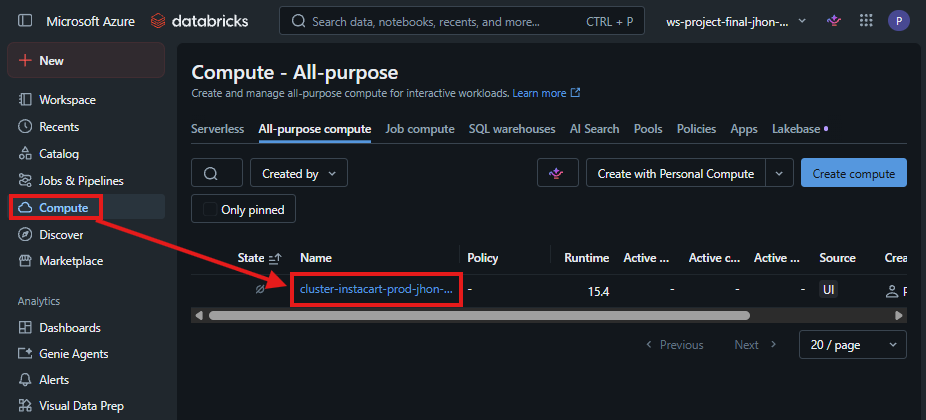 Microsoft Azure databricks Search data, notebooks, recents, and more... CTRL + P ws-project-final-jhon-... P
New
Workspace
Recents
Catalog
Jobs & Pipelines
Compute
Discover
Marketplace
Analytics
Dashboards
Genie Agents
Alerts
Visual Data Prep
Compute - All-purpose
Create and manage all-purpose compute for interactive workloads. Learn more
Serverless All-purpose compute Job compute SQL warehouses AI Search Pools Policies Apps Lakebase
Created by Create with Personal Compute Create compute
Only pinned
State Name Policy Runtime Active ... Active c... Active ... Source Crea
cluster-instacart-prod-jhon-... - 15.4 - - - UI P
Previous Next 20 / page